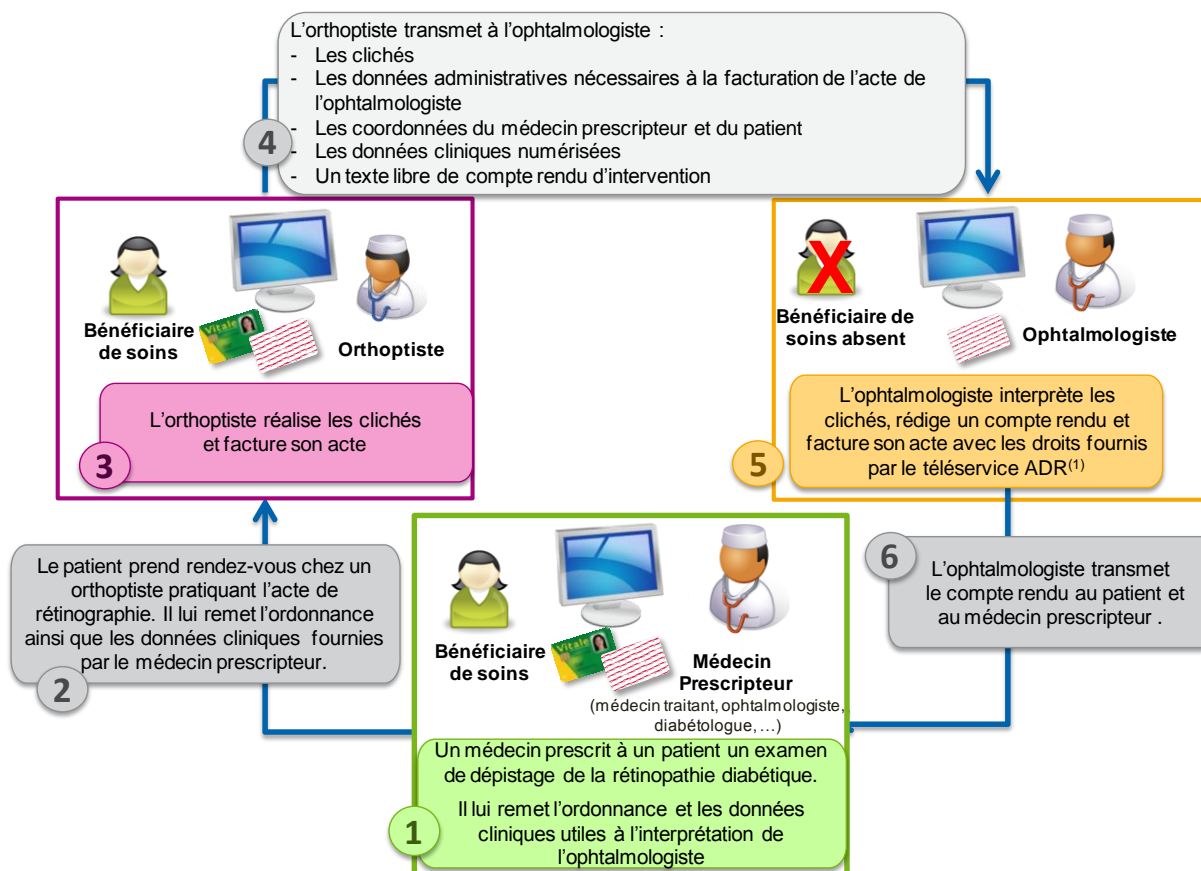 L'orthoptiste transmet à l'ophtalmologiste :
- Les clichés
- Les données administratives nécessaires à la facturation de l'acte de
l'ophtalmologiste
- Les coordonnées du médecin prescripteur et du patient
- Les données cliniques numérisées
- Un texte libre de compte rendu d'intervention
4
Bénéficiaire
de soins
Vitale
Orthoptiste
L'orthoptiste réalise les clichés
et facture son acte
3
X
Bénéficiaire de
soins absent
Ophtalmologiste
L'ophtalmologiste interprète les
clichés, rédige un compte rendu et
facture son acte avec les droits fournis
par le téléservice ADR(1)
5
Le patient prend rendez-vous chez un
orthoptiste pratiquant l'acte de
rétinographie. Il lui remet l'ordonnance
ainsi que les données cliniques fournies
par le médecin prescripteur.
2
Bénéficiaire
de soins
Vitale
Médecin
Prescripteur
(médecin traitant, ophtalmologiste,
diabétologue, …)
Un médecin prescrit à un patient un examen
de dépistage de la rétinopathie diabétique.
Il lui remet l'ordonnance et les données
cliniques utiles à l'interprétation de
l'ophtalmologiste
1
6
L'ophtalmologiste transmet
le compte rendu au patient et
au médecin prescripteur .